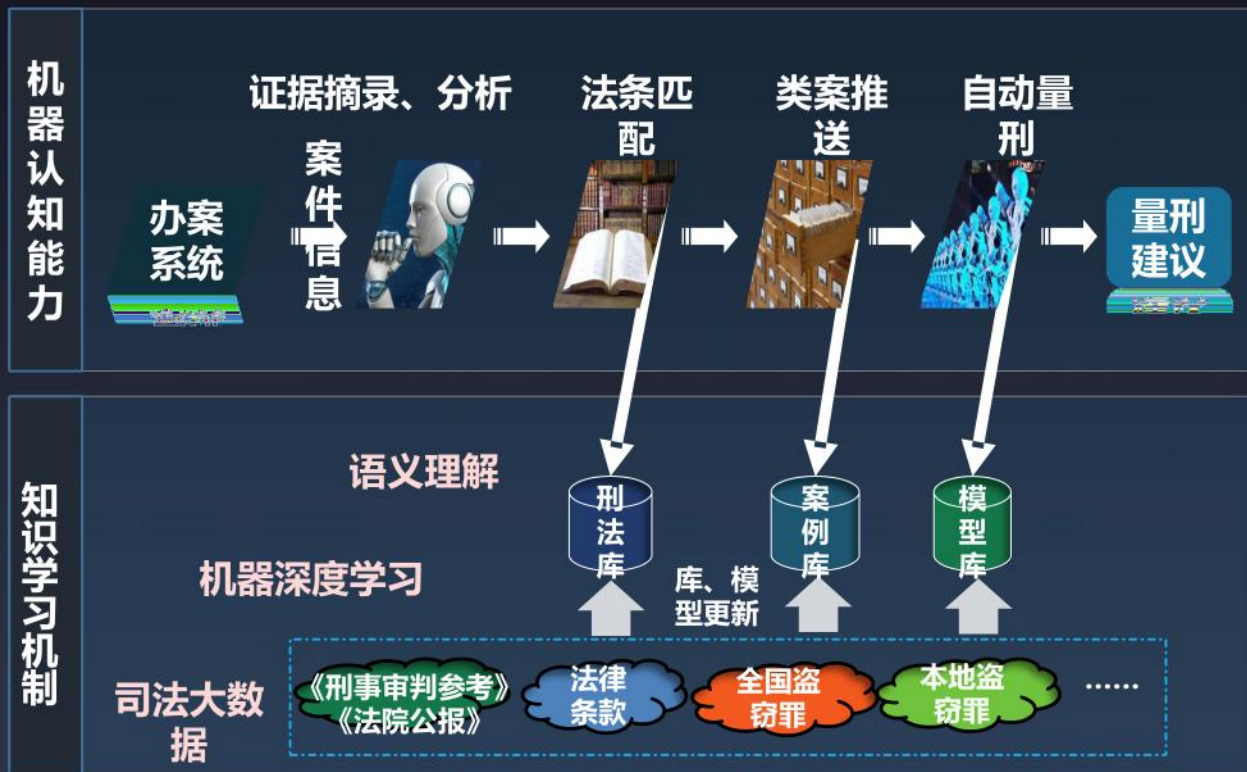 机器认知能力
证据摘录、分析
法条匹
配
类案推
送
自动量
刑
办案
系统
案件信息
量刑
建议
知识学习机制
语义理解
机器深度学习
司法大数
据
刑法库
案例库
模型库
库、模
型更新
《刑事审判参考》
《法院公报》
法律
条款
全国盗
窃罪
本地盗
窃罪
······